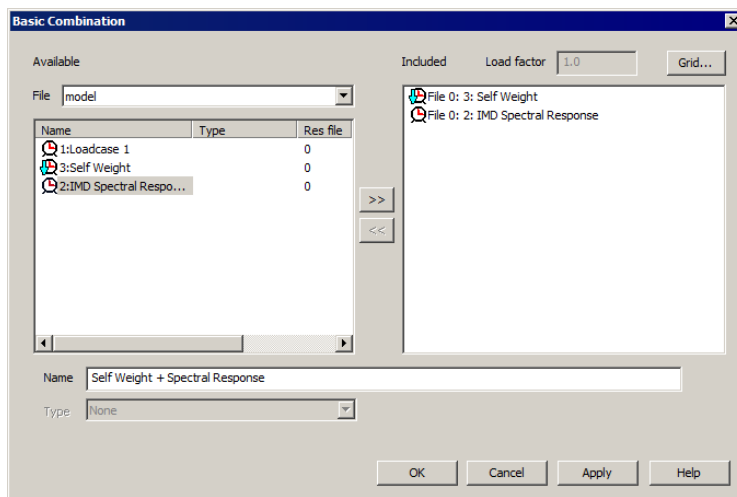 Basic Combination
Available
Included Load factor 1.0 Grid...
File model
Name Type Res file
1:Loadcase 1 0
3:Self Weight 0
2:IMD Spectral Respo... 0
File 0: 3: Self Weight
File 0: 2: IMD Spectral Response
>>
<<
Name Self Weight + Spectral Response
Type None
OK Cancel Apply Help